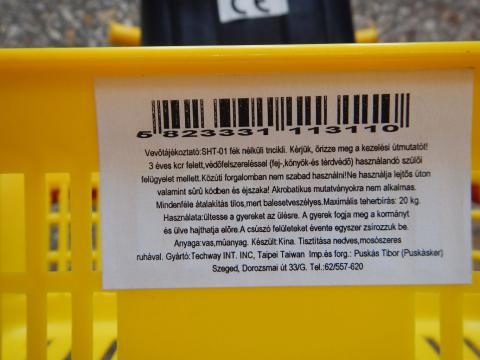 CE
5 823331 113110
Vevőtájékoztató:SHT-01 fék nélküli tricikli. Kérjük, őrizze meg a kezelési útmutatót!
3 éves kcr felett,védőfelszereléssel (fej-,könyök-és térdvédő) használandó szülői
felügyelet mellett.Közúti forgalomban nem szabad használni!Ne használja lejtős úton
valamint sűrű ködben és éjszaka! Akrobatikus mutatványokra nem alkalmas.
Mindenféle átalakítás tilos,mert balesetveszélyes.Maximális teherbírás: 20 kg.
Használata:ültesse a gyereket az ülésre. A gyerek fogja meg a kormányt
és ülve hajthatja előre.A csúszó felületeket évente egyszer zsírozzuk be.
Anyaga:vas,műanyag. Készült:Kína. Tisztítása nedves,mosószeres
ruhával. Gyártó:Techway INT. INC, Taipei Taiwan Imp.és forg.: Puskás Tibor (Puskásker)
Szeged, Dorozsmai út 33/G. Tel.:62/557-620